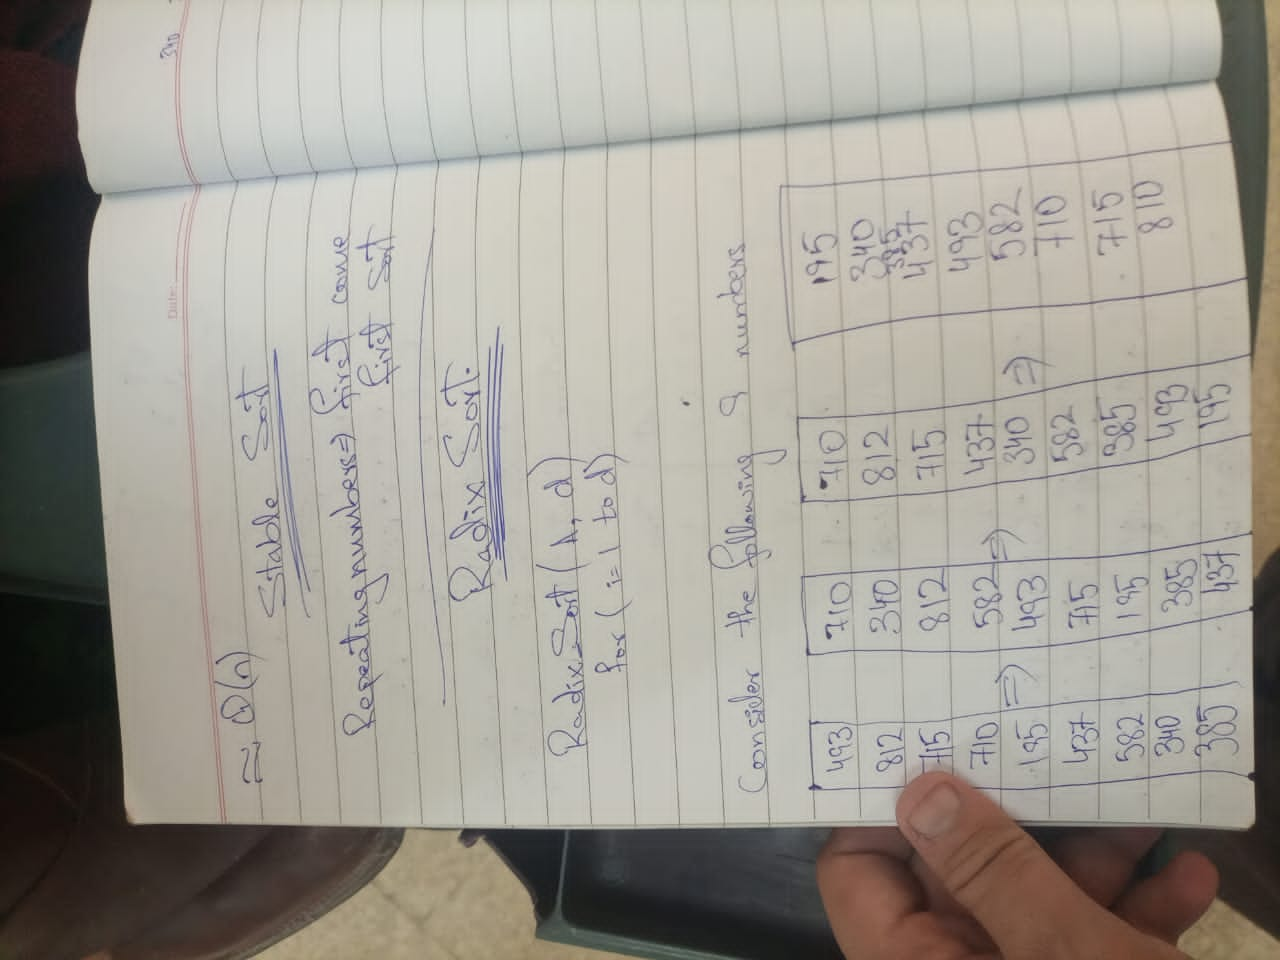 340
Date:
≈ Θ(n)
Stable Sort
Repeating numbers ⇒ first come
first sort
Radix Sort.
Radix-Sort (A, d)
for (i=1 to d)
Consider the following 9 numbers
493 710 710 195
812 340 812 340
385
715 812 715 437
710 582 437 493
195 ⇒ 493 ⇒ 340 ⇒ 582
437 715 582 710
582 195 385 715
340 385 493 810
385 437 195